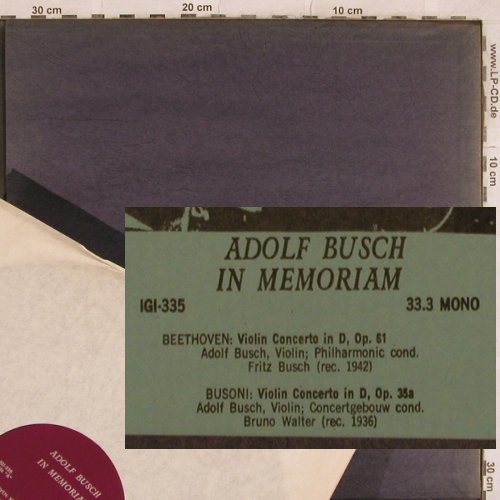 30 cm
20 cm
10 cm
www.LP-CD.de
10 cm
ADOLF BUSCH
IN MEMORIAM
IGI-335
33.3 MONO
BEETHOVEN: Violin Concerto in D, Op. 61
Adolf Busch, Violin; Philharmonic cond.
Fritz Busch (rec. 1942)
BUSONI: Violin Concerto in D, Op. 35a
Adolf Busch, Violin; Concertgebouw cond.
Bruno Walter (rec. 1936)
ADOLF BUSCH
IN MEMORIAM
30 cm